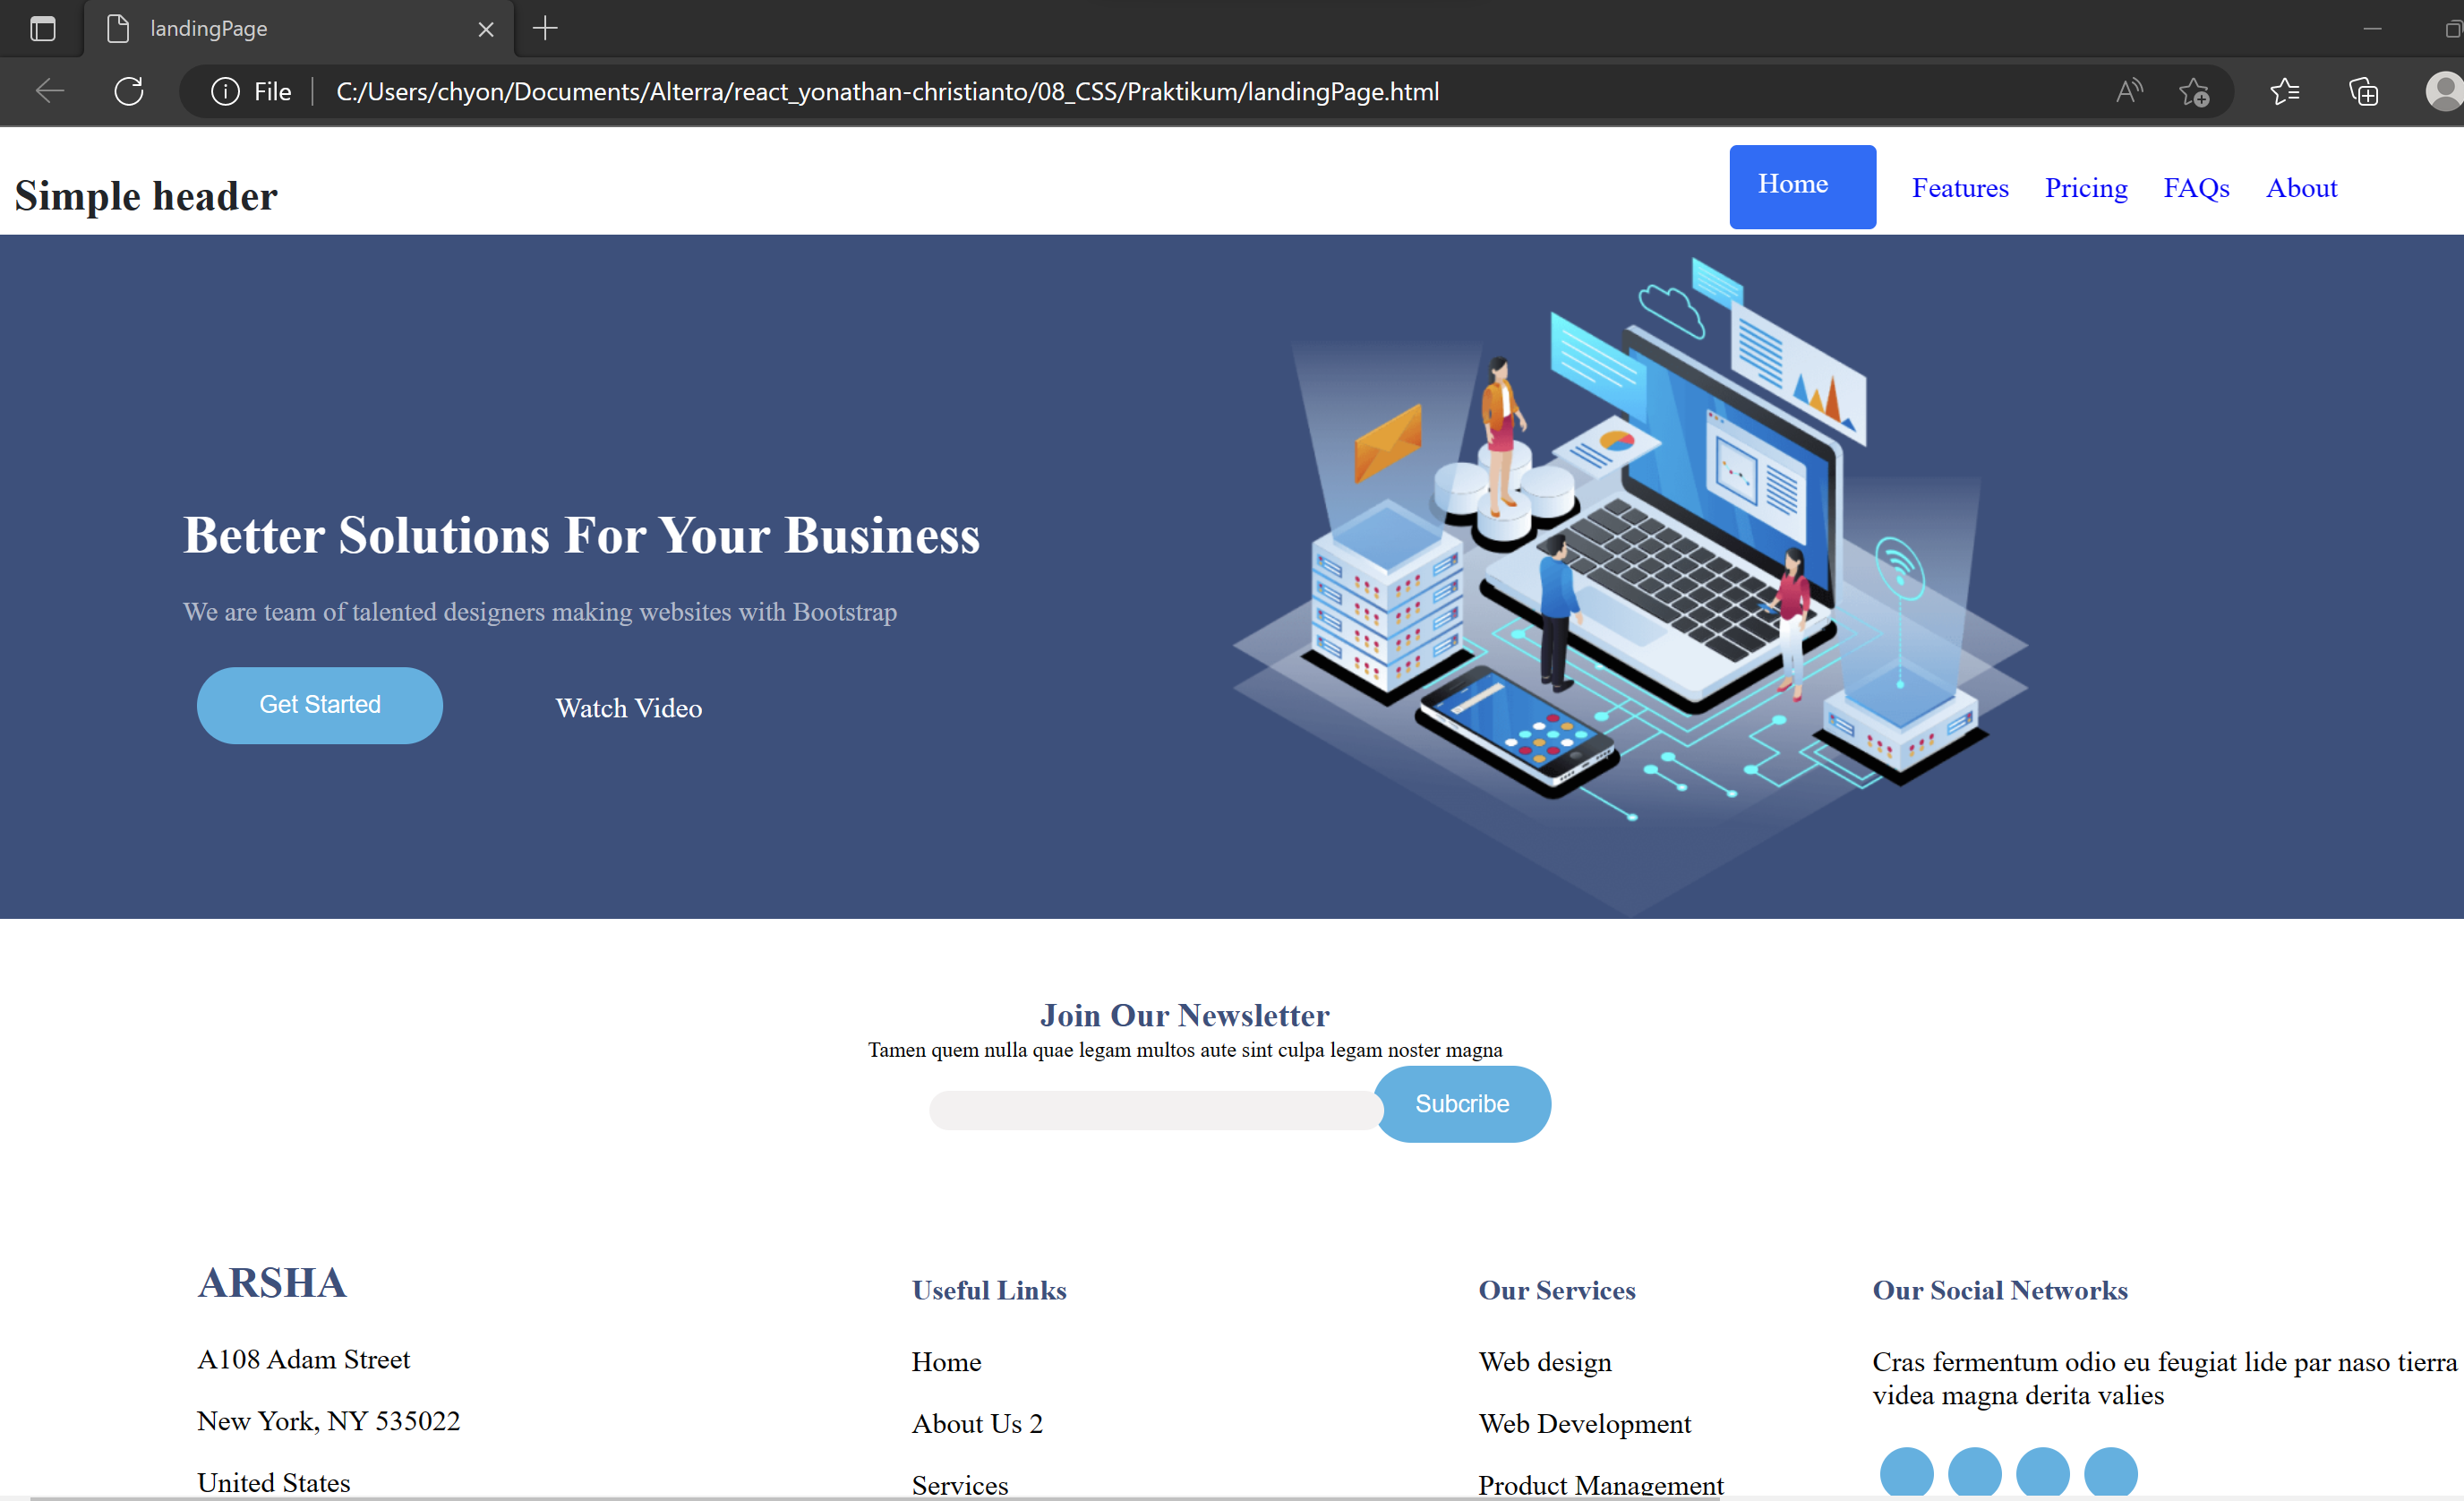 landingPage
File
C:/Users/chyon/Documents/Alterra/react_yonathan-christianto/08_CSS/Praktikum/landingPage.html
Simple header
Home
Features
Pricing
FAQs
About
Better Solutions For Your Business
We are team of talented designers making websites with Bootstrap
Get Started
Watch Video
Join Our Newsletter
Tamen quem nulla quae legam multos aute sint culpa legam noster magna
Subcribe
ARSHA
A108 Adam Street
New York, NY 535022
United States
Useful Links
Home
About Us 2
Services
Our Services
Web design
Web Development
Product Management
Our Social Networks
Cras fermentum odio eu feugiat lide par naso tierra
videa magna derita valies